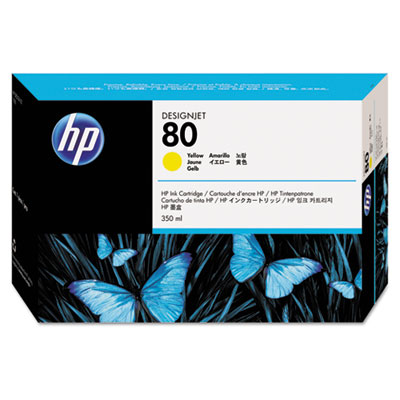 hp
DESIGNJET
80
Yellow Amarillo 노랑
Jaune イエロー 黄色
Gelb
HP Ink Cartridge / Cartouche d'encre HP / HP Tintenpatrone
Cartucho de tinta HP / HP インクカートリッジ / HP 잉크 카트리지
HP 墨盒
350 ml
80